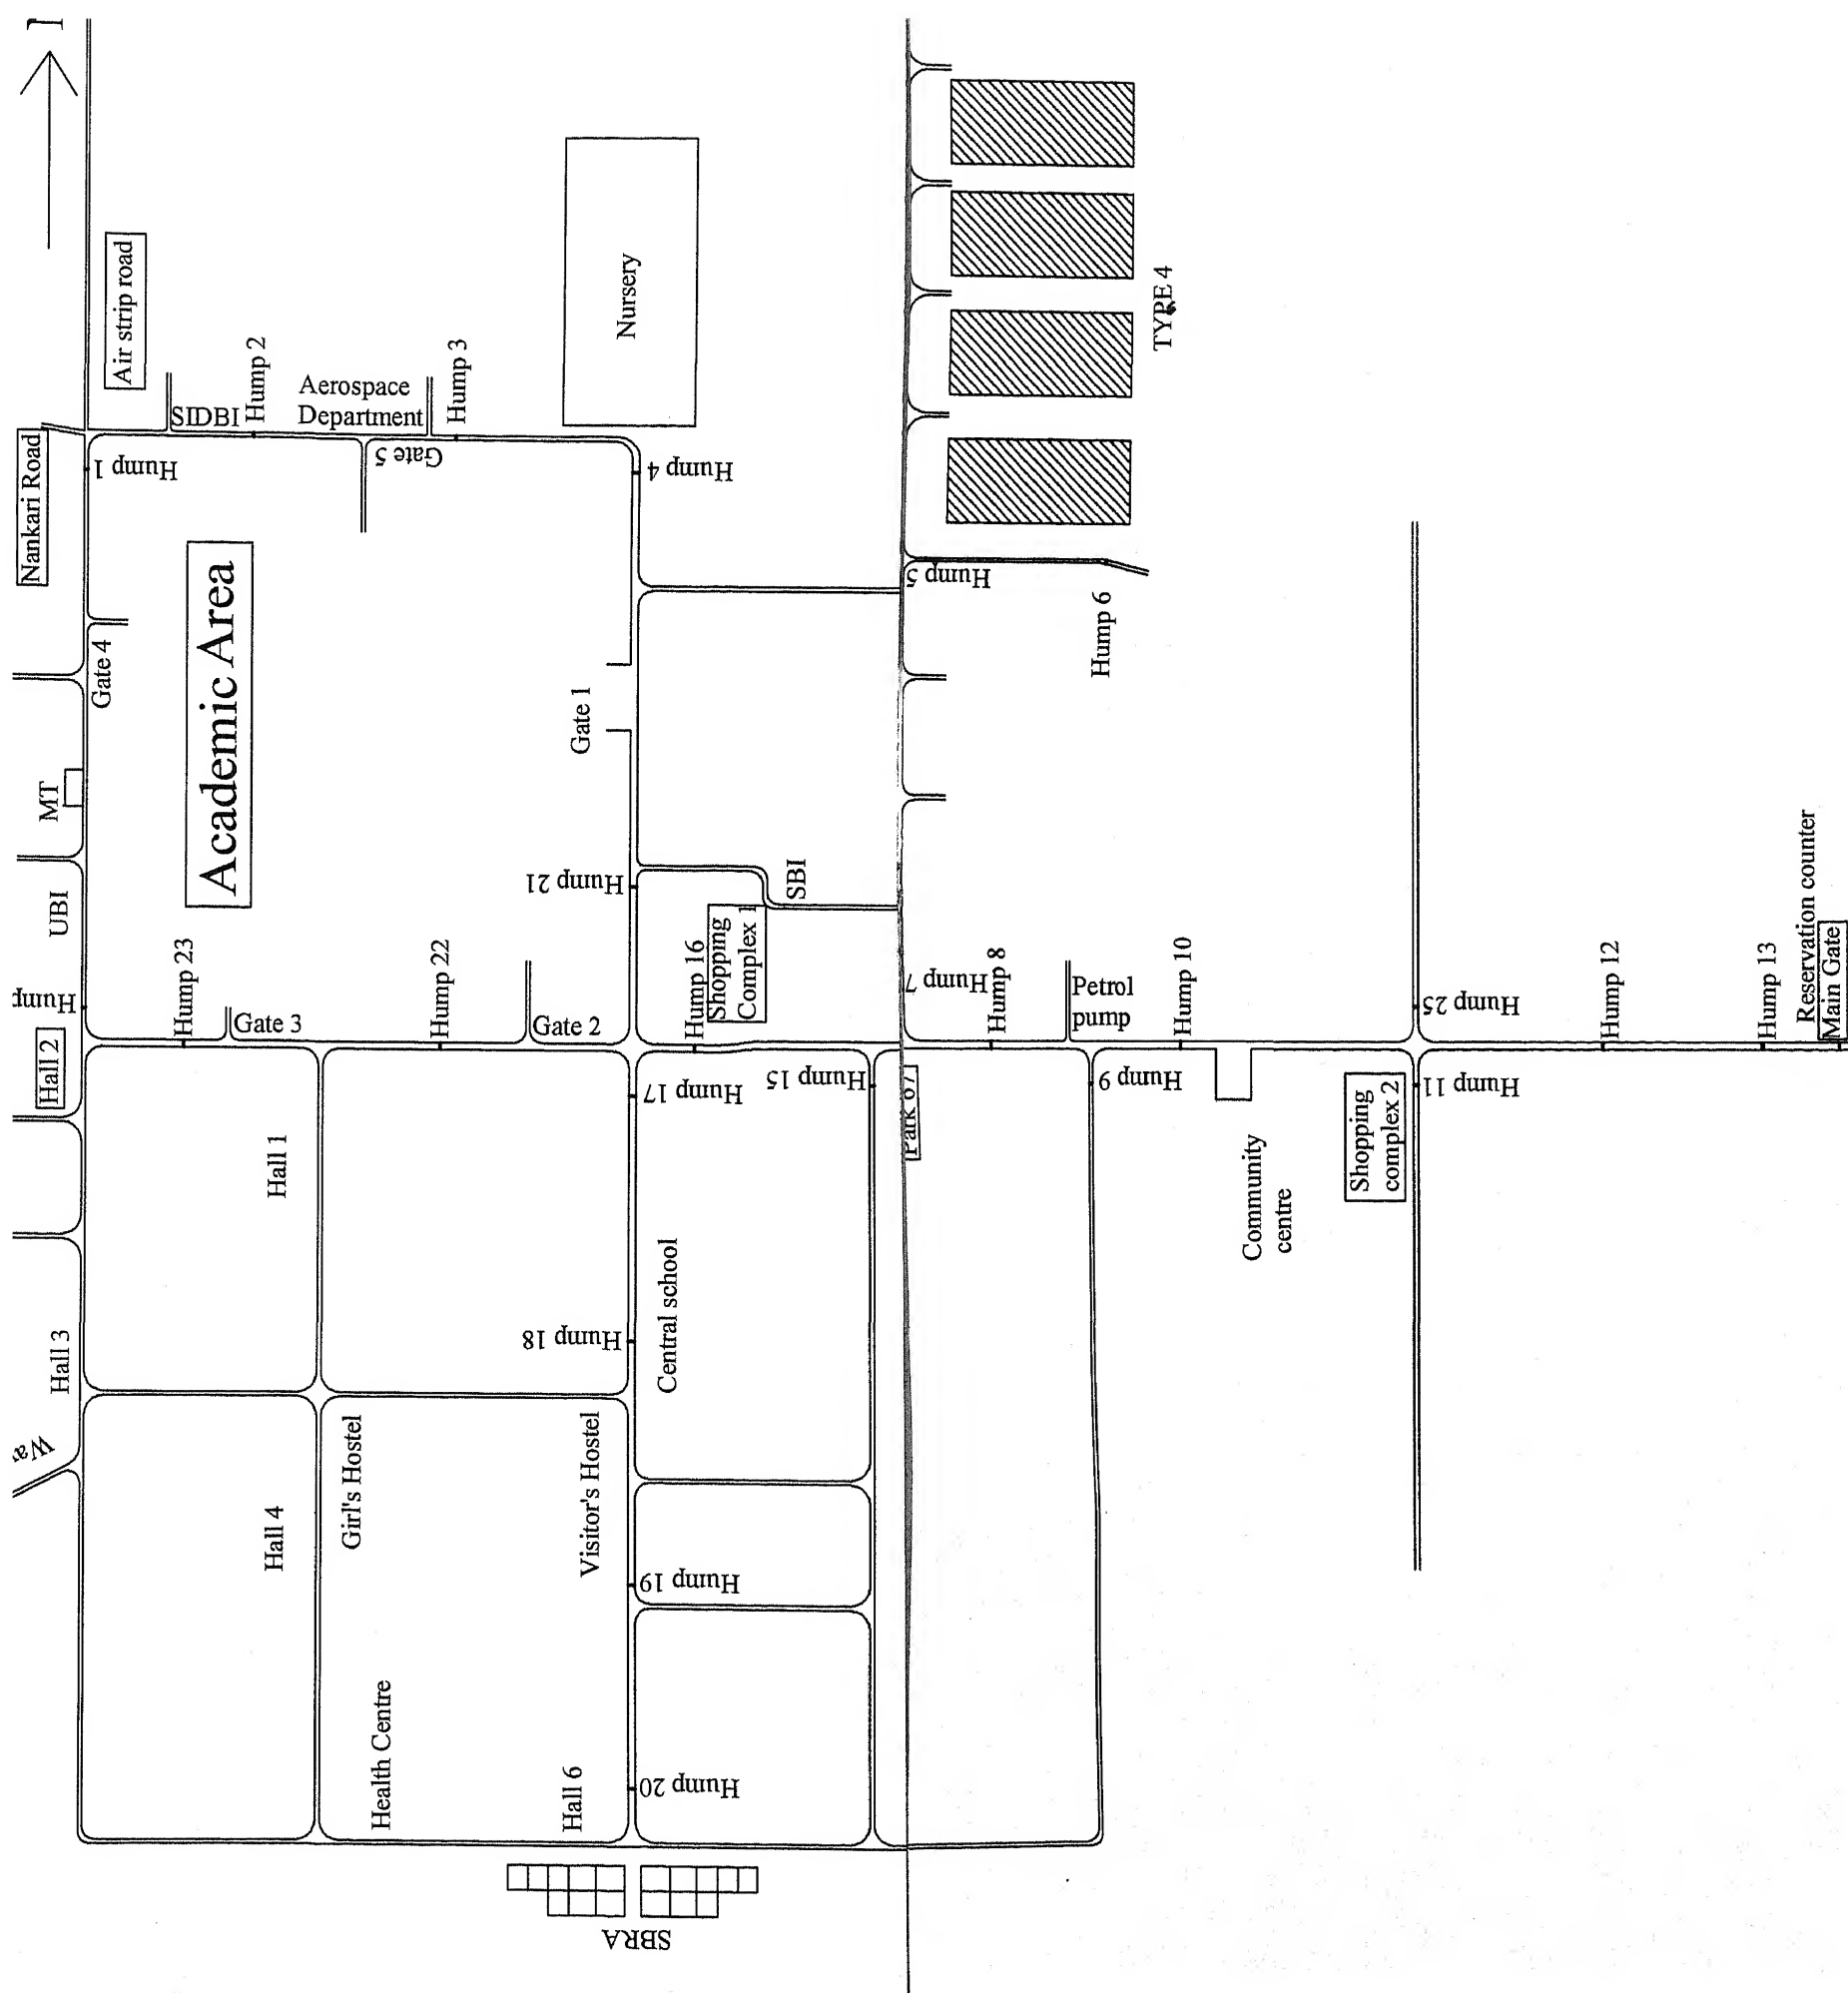 Nankari Road
Air strip road
SIDBI
Hump 2
Aerospace
Department
Hump 3
Hump 1
Gate 5
Hump 4
Nursery
TYPE 4
Gate 4
Academic Area
Gate 1
Hump 5
Hump 6
MT
UBI
Hump 21
SBI
Hump
Hump 23
Gate 3
Hump 22
Gate 2
Hump 16
Shopping
Complex 1
Hump 7
Hump 8
Petrol
pump
Hump 10
Hump 25
Hump 12
Hump 13
Reservation counter
Main Gate
Hall 2
Hall 1
Hump 17
Hump 15
Park 67
Hump 9
Community
centre
Shopping
complex 2
Hump 11
Hall 3
Hump 18
Central school
Hall 4
Girl's Hostel
Visitor's Hostel
Hump 19
Health Centre
Hall 6
Hump 20
SBRA